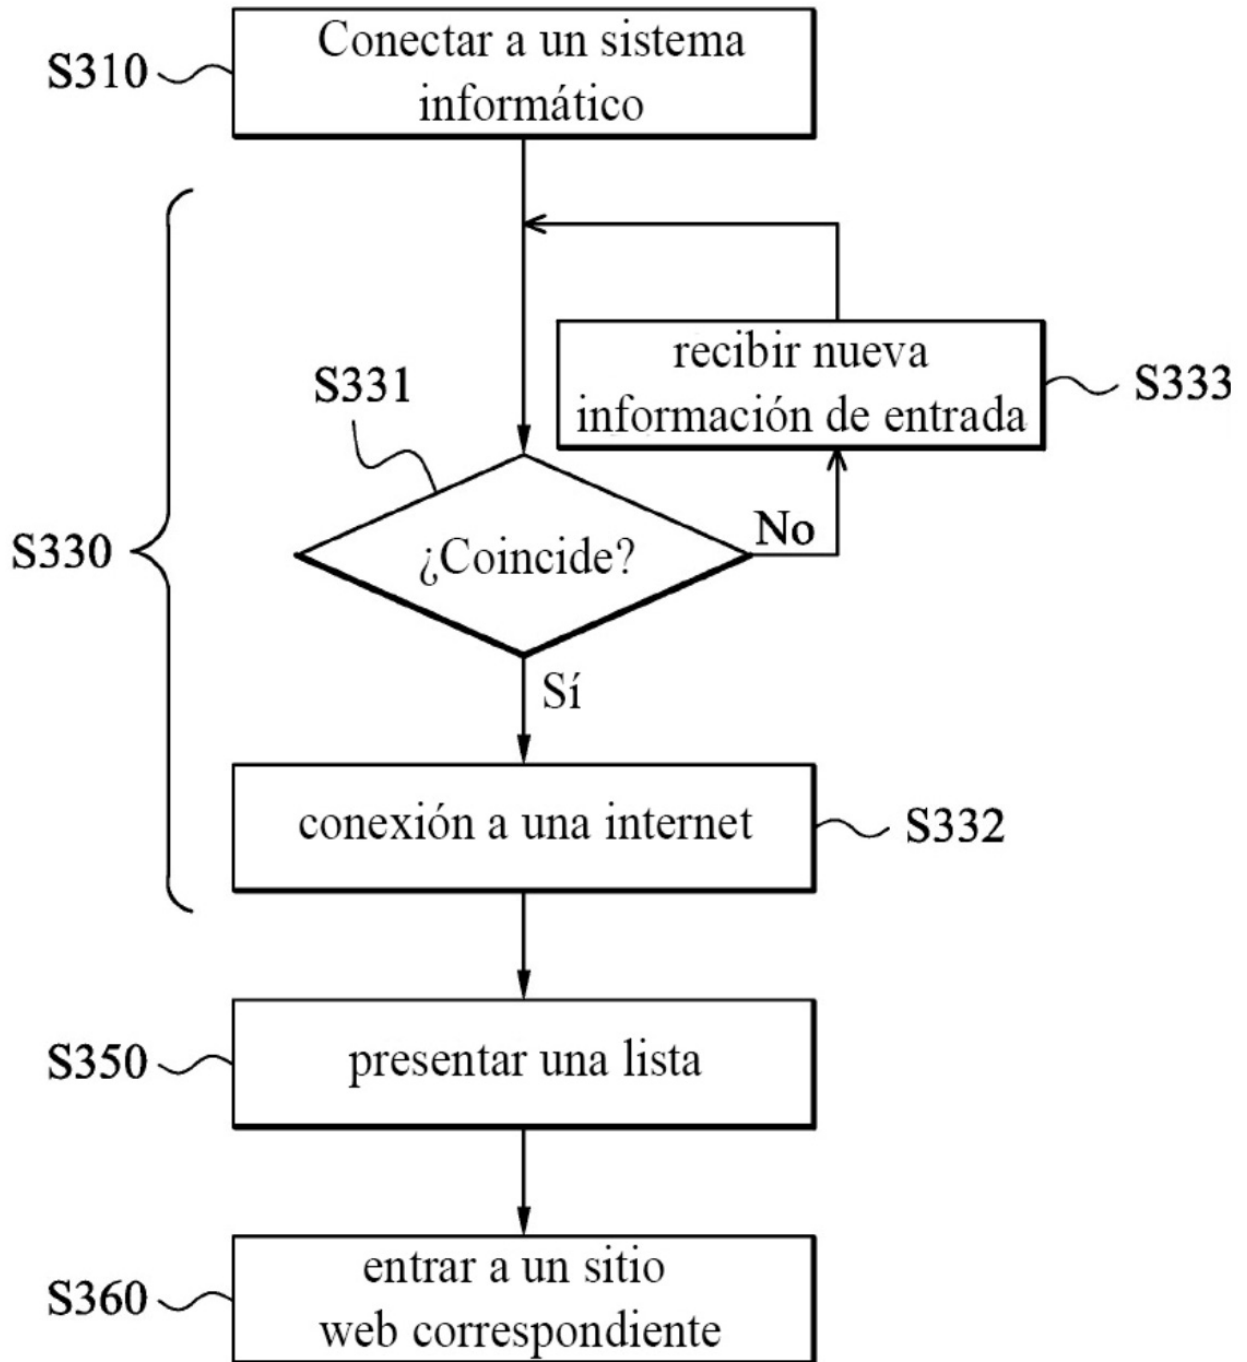 S310
Conectar a un sistema
informático
recibir nueva
información de entrada
S333
S331
S330
¿Coincide?
No
Sí
conexión a una internet
S332
S350
presentar una lista
S360
entrar a un sitio
web correspondiente